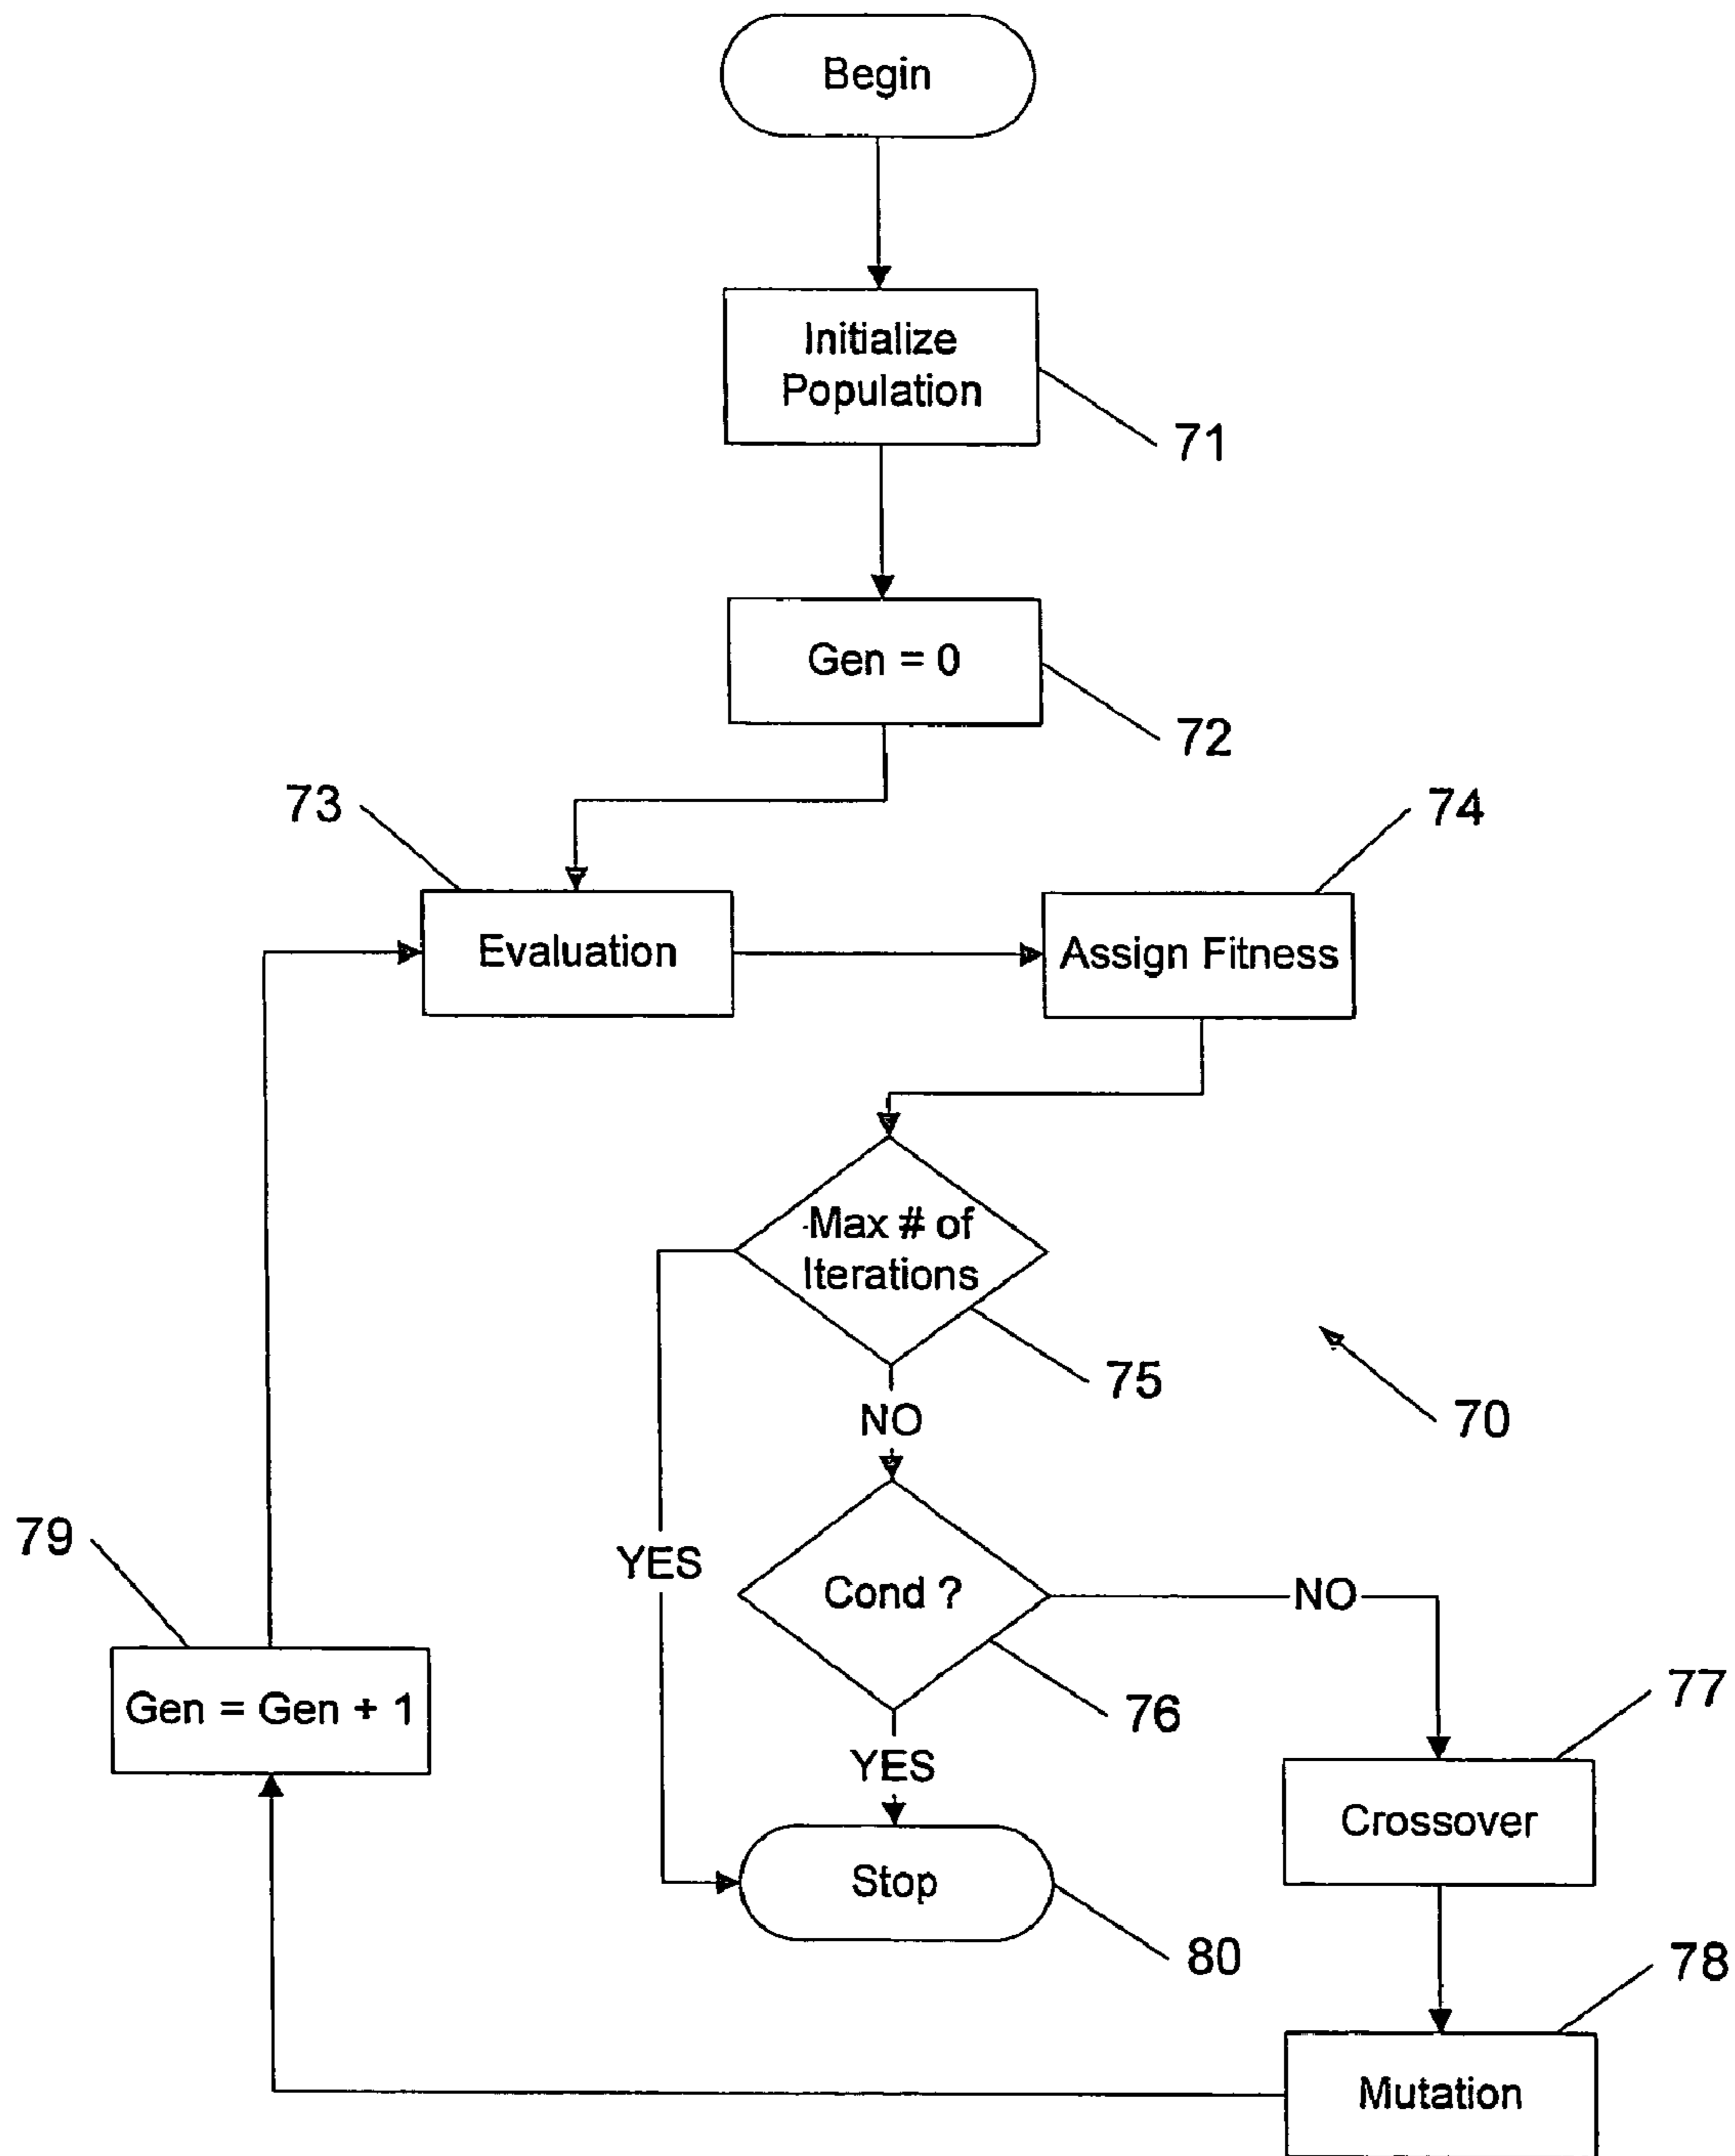 Begin
Initialize
Population
71
Gen = 0
72
73
74
Evaluation
Assign Fitness
Max # of
Iterations
75
70
NO
79
YES
Cond ?
NO
76
77
Gen = Gen + 1
YES
Crossover
Stop
80
78
Mutation